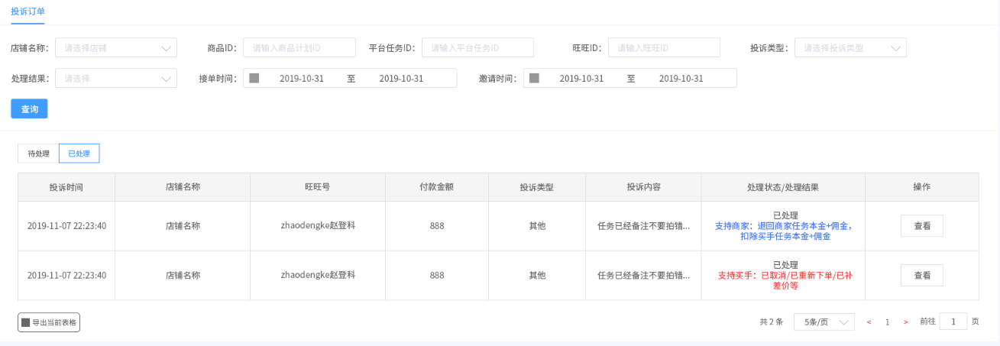 投诉订单
店铺名称： 请选择店铺 商品ID： 请输入商品计划ID 平台任务ID： 请输入平台任务ID 旺旺ID： 请输入旺旺ID 投诉类型： 请选择投诉类型
处理结果： 请选择 接单时间： 2019-10-31 至 2019-10-31 邀请时间： 2019-10-31 至 2019-10-31
查询
待处理 已处理
投诉时间 店铺名称 旺旺号 付款金额 投诉类型 投诉内容 处理状态/处理结果 操作
2019-11-07 22:23:40 店铺名称 zhaodengke赵登科 888 其他 任务已经备注不要拍错... 已处理 查看
支持商家：退回商家任务本金+佣金，
扣除买手任务本金+佣金
2019-11-07 22:23:40 店铺名称 zhaodengke赵登科 888 其他 任务已经备注不要拍错... 已处理 查看
支持买手：已取消/已重新下单/已补
差价等
导出当前表格 共 2 条 5条/页 < 1 > 前往 1 页